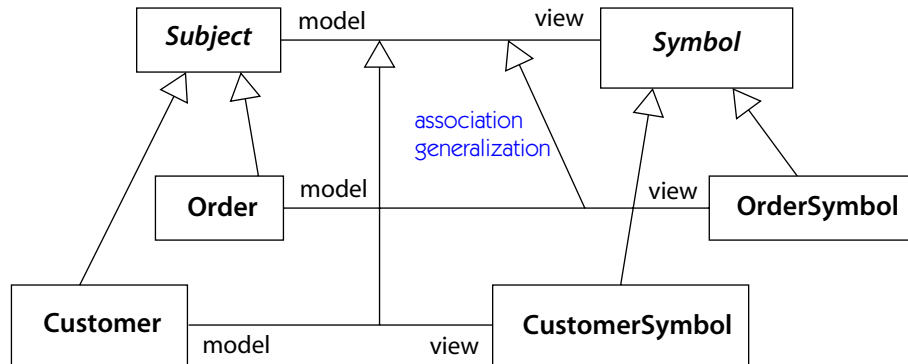 Subject
model
view
Symbol
association
generalization
Order
model
view
OrderSymbol
Customer
model
view
CustomerSymbol